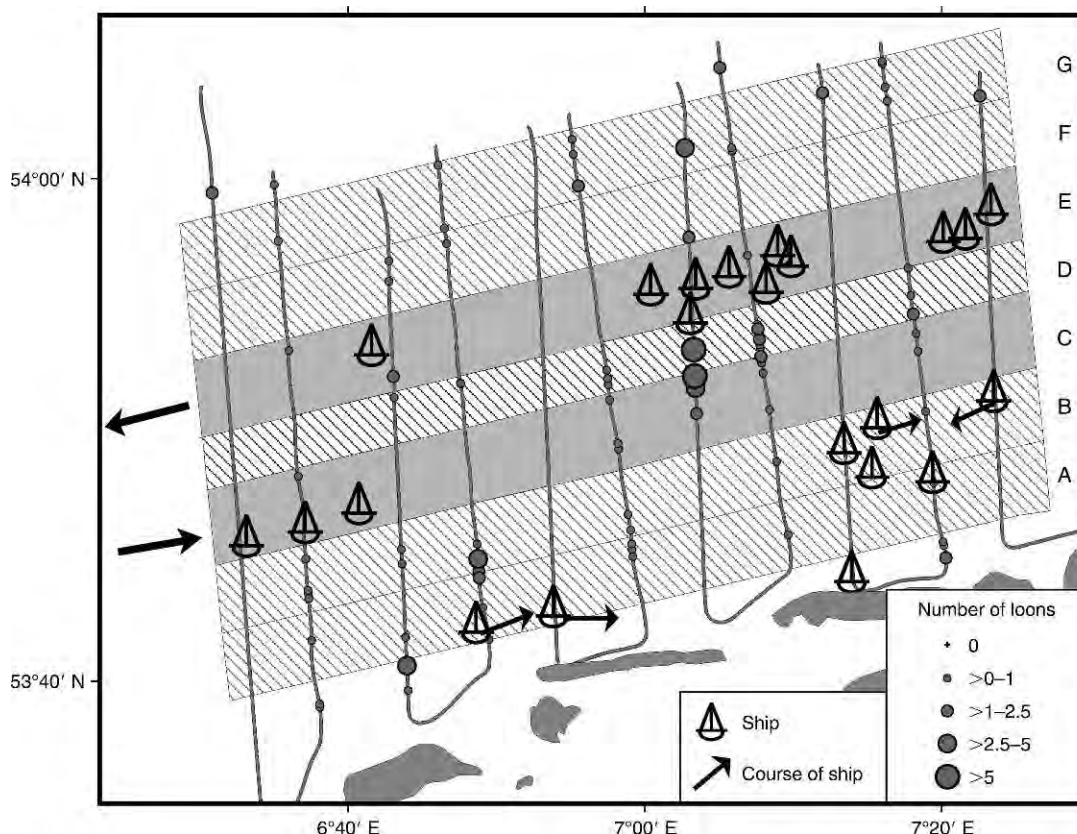 G
F
54°00′ N
E
D
C
B
A
53°40′ N
Number of loons
0
>0–1
>1–2.5
>2.5–5
>5
Ship
Course of ship
6°40′ E
7°00′ E
7°20′ E